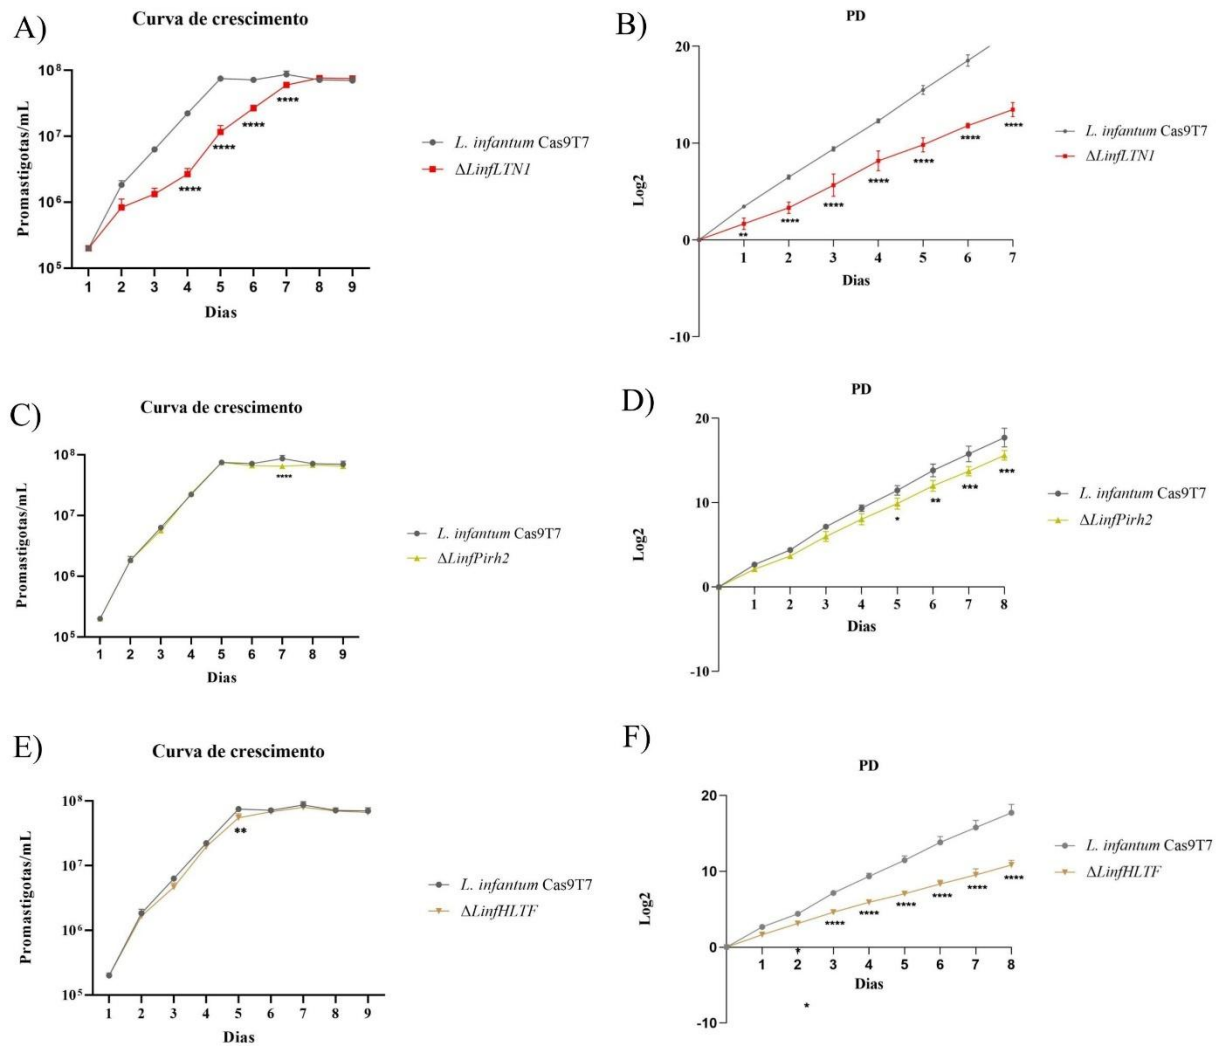 A)
Curva de crescimento
Promastigotas/mL
10⁸
10⁷
10⁶
10⁵
1 2 3 4 5 6 7 8 9
Dias
****
****
****
****
L. infantum Cas9T7
ΔLinfLTN1
B)
PD
Log2
20
10
0
-10
1 2 3 4 5 6 7
Dias
**
****
****
****
****
****
****
L. infantum Cas9T7
ΔLinfLTN1
C)
Curva de crescimento
Promastigotas/mL
10⁸
10⁷
10⁶
10⁵
1 2 3 4 5 6 7 8 9
Dias
****
L. infantum Cas9T7
ΔLinfPirh2
D)
PD
Log2
20
10
0
-10
1 2 3 4 5 6 7 8
Dias
*
**
***
***
L. infantum Cas9T7
ΔLinfPirh2
E)
Curva de crescimento
Promastigotas/mL
10⁸
10⁷
10⁶
10⁵
1 2 3 4 5 6 7 8 9
Dias
**
L. infantum Cas9T7
ΔLinfHLTF
F)
PD
Log2
20
10
0
-10
1 2 3 4 5 6 7 8
Dias
*
****
****
****
****
****
****
*
L. infantum Cas9T7
ΔLinfHLTF